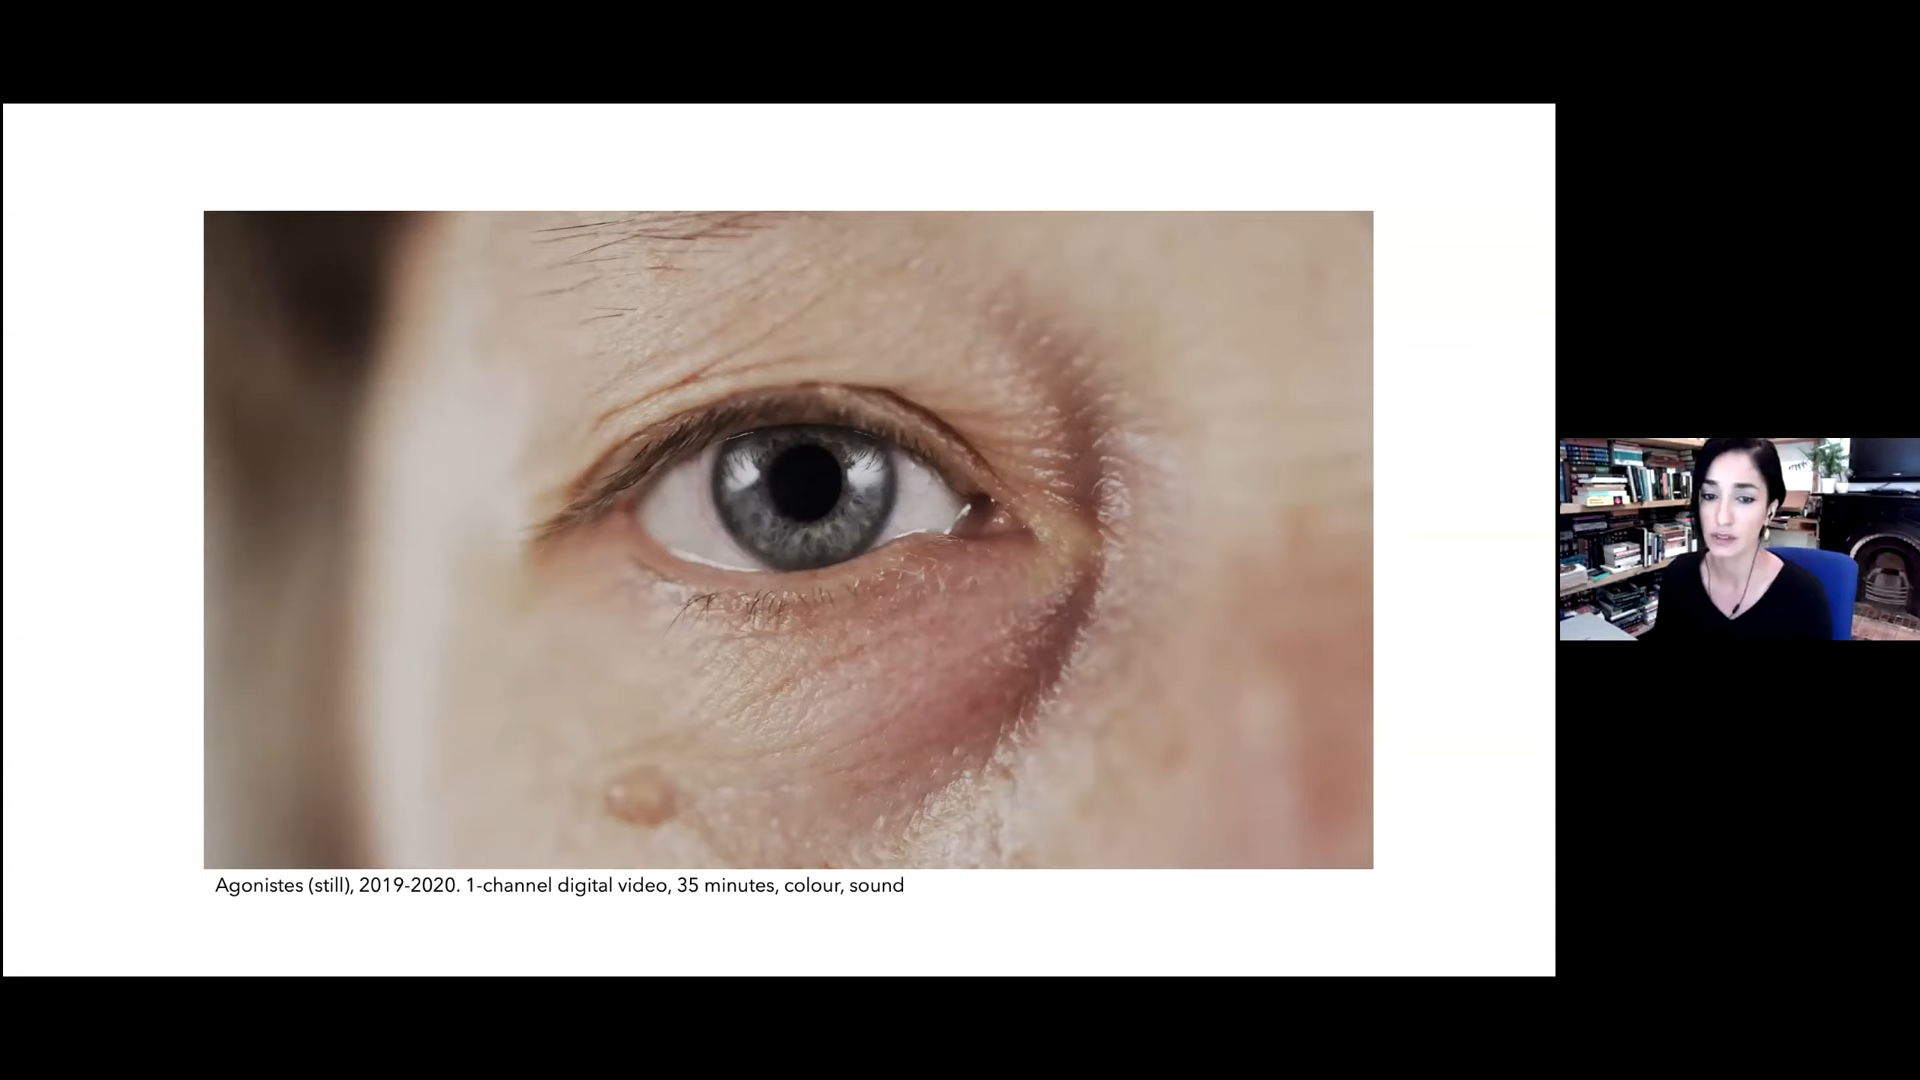 Agonistes (still), 2019-2020. 1-channel digital video, 35 minutes, colour, sound